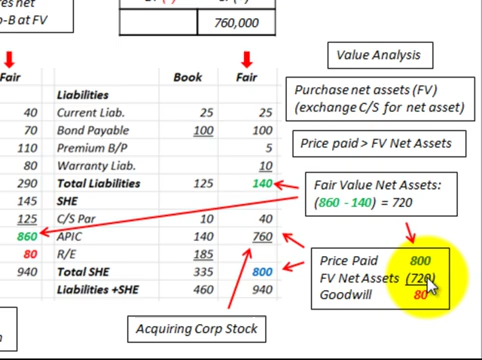 es net
o-B at FV
760,000
Fair
Book
Fair
Liabilities
40 Current Liab. 25 25
70 Bond Payable 100 100
110 Premium B/P 5
80 Warranty Liab. 10
290 Total Liabilities 125 140
145 SHE
125 C/S Par 10 40
860 APIC 140 760
80 R/E 185
940 Total SHE 335 800
Liabilities +SHE 460 940
Value Analysis
Purchase net assets (FV)
(exchange C/S for net asset)
Price paid > FV Net Assets
Fair Value Net Assets:
(860 - 140) = 720
Price Paid 800
FV Net Assets (720)
Goodwill 80
Acquiring Corp Stock